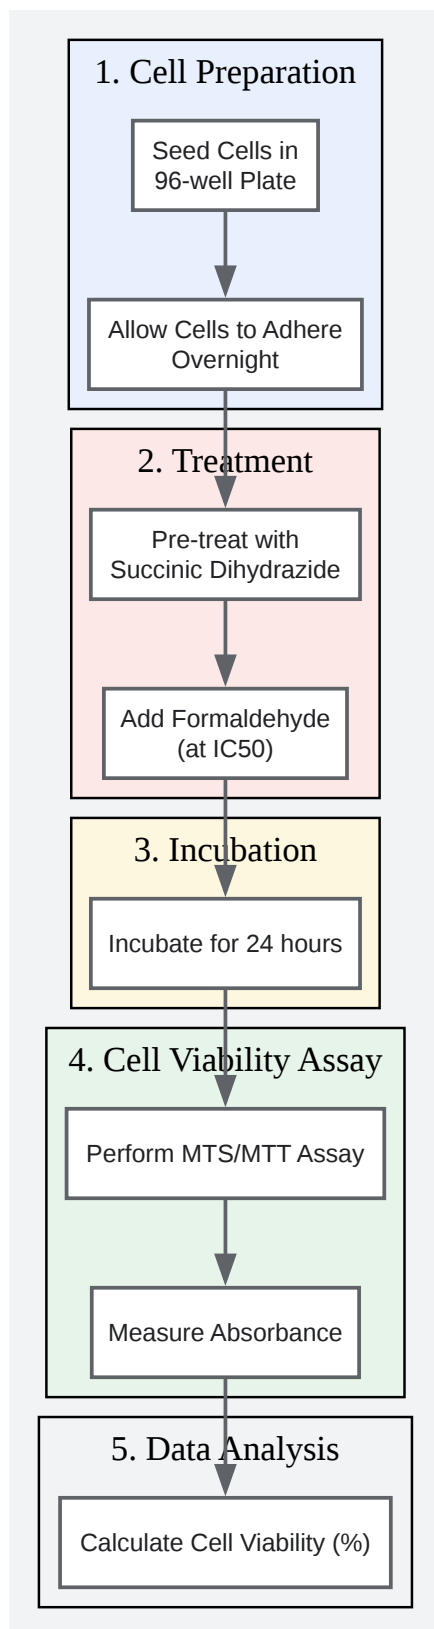 1. Cell Preparation
Seed Cells in
96-well Plate
Allow Cells to Adhere
Overnight
2. Treatment
Pre-treat with
Succinic Dihydrazide
Add Formaldehyde
(at IC50)
3. Incubation
Incubate for 24 hours
4. Cell Viability Assay
Perform MTS/MTT Assay
Measure Absorbance
5. Data Analysis
Calculate Cell Viability (%)